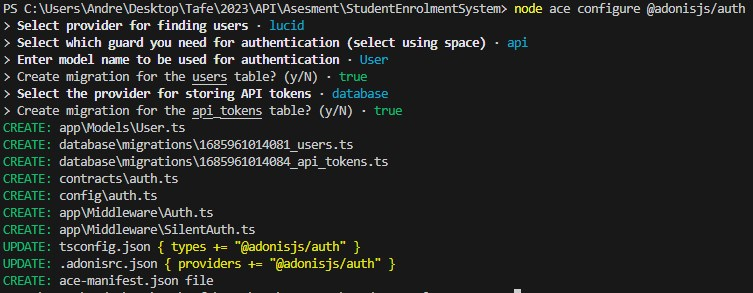 PS C:\Users\Andre\Desktop\Tafe\2023\API\Asesment\StudentEnrolmentSystem> node ace configure @adonisjs/auth
> Select provider for finding users · lucid
> Select which guard you need for authentication (select using space) · api
> Enter model name to be used for authentication · User
> Create migration for the users table? (y/N) · true
> Select the provider for storing API tokens · database
> Create migration for the api_tokens table? (y/N) · true
CREATE: app\Models\User.ts
CREATE: database\migrations\1685961014081_users.ts
CREATE: database\migrations\1685961014084_api_tokens.ts
CREATE: contracts\auth.ts
CREATE: config\auth.ts
CREATE: app\Middleware\Auth.ts
CREATE: app\Middleware\SilentAuth.ts
UPDATE: tsconfig.json { types += "@adonisjs/auth" }
UPDATE: .adonisrc.json { providers += "@adonisjs/auth" }
CREATE: ace-manifest.json file